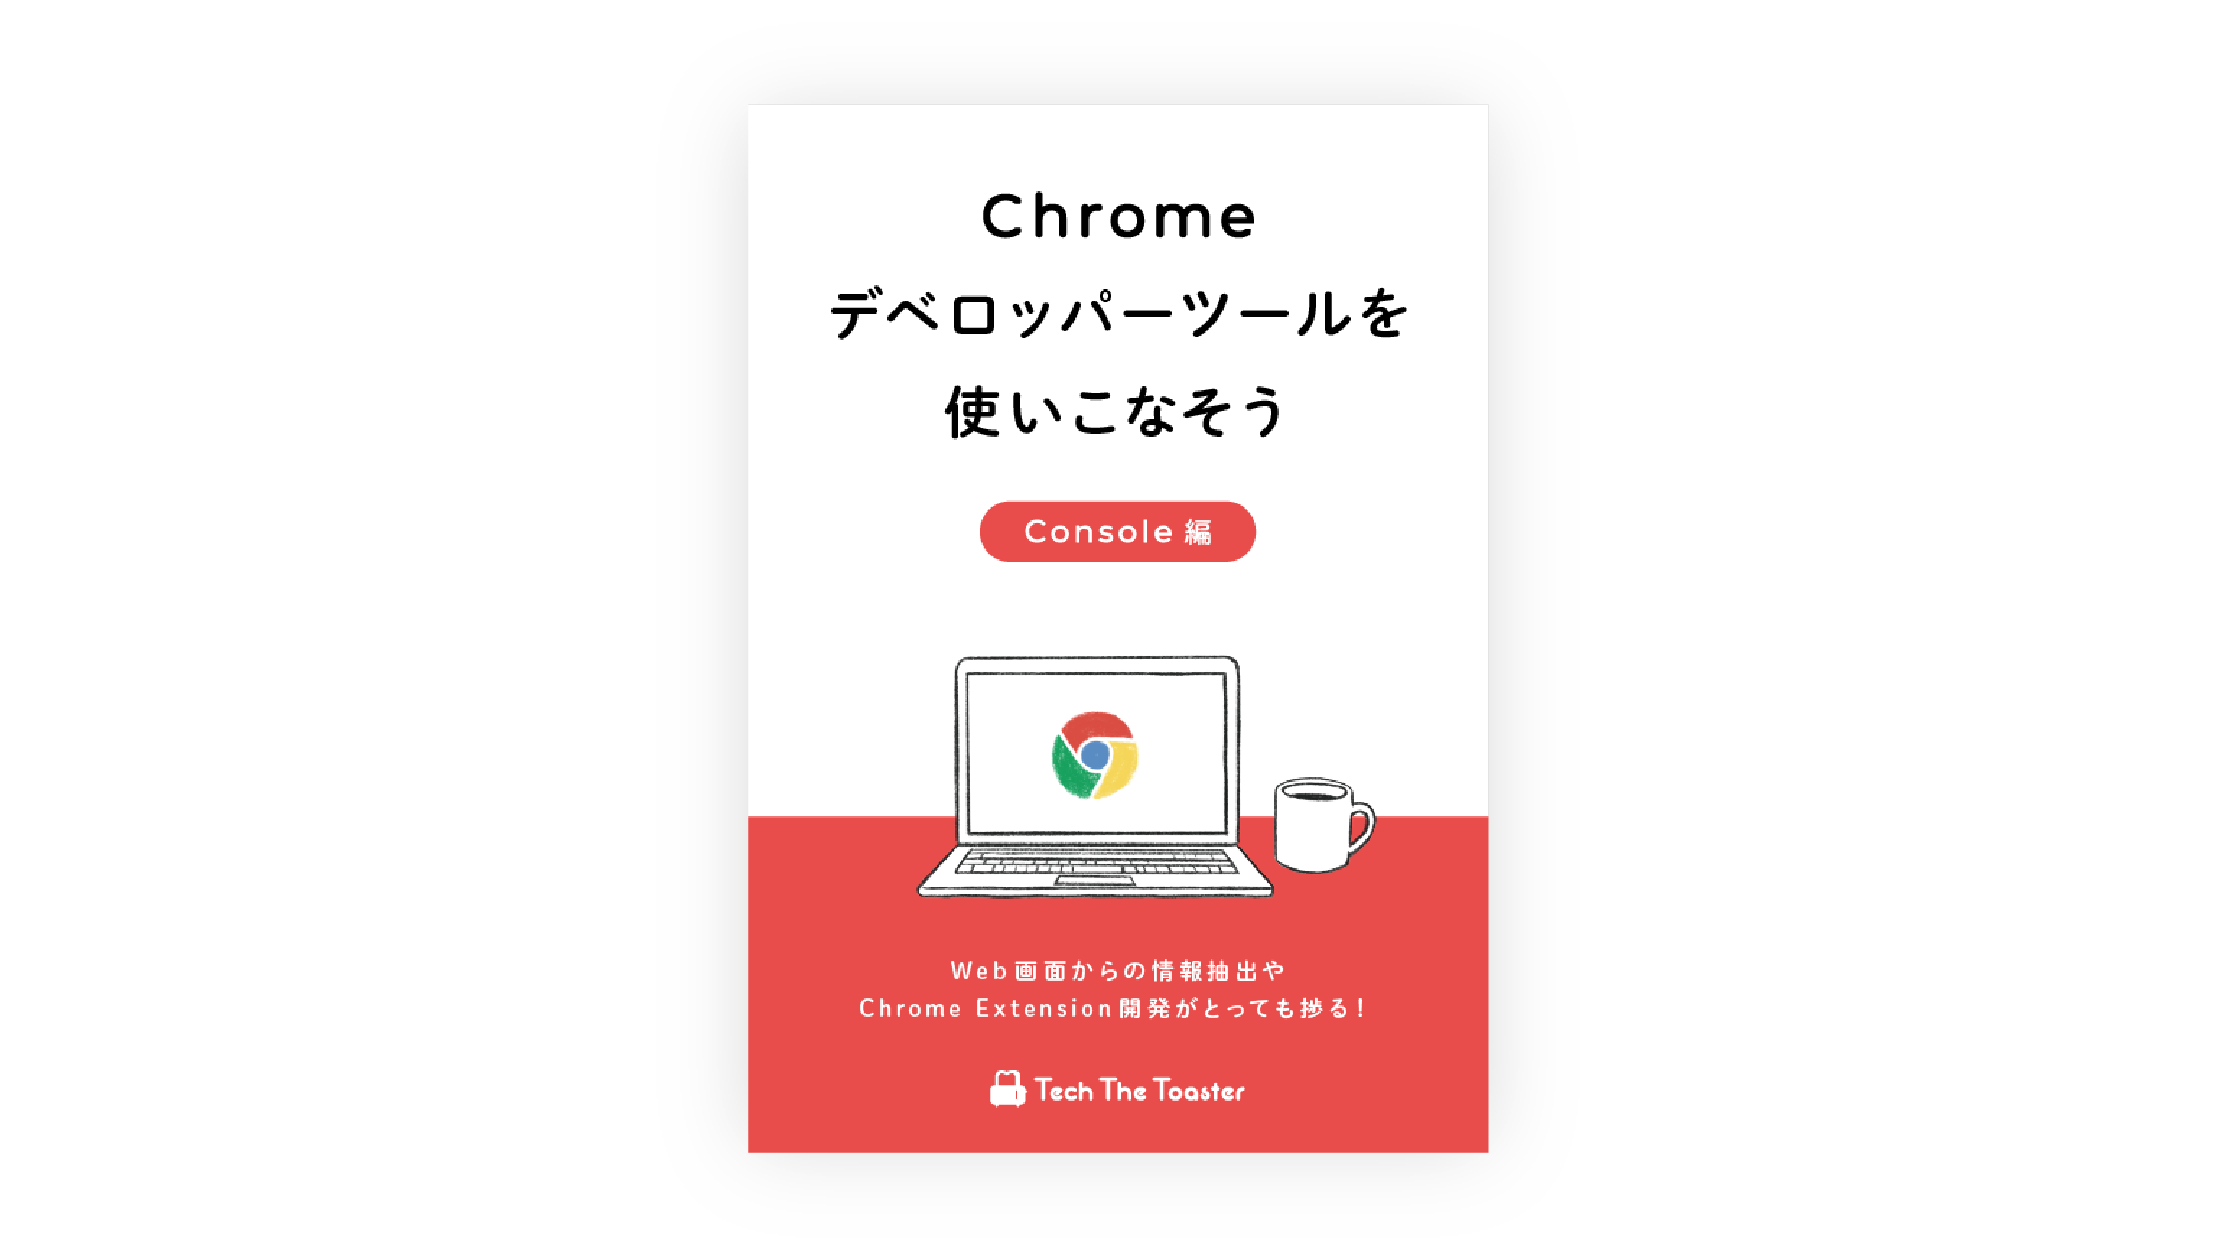 Chrome
デベロッパーツールを
使いこなそう
Console 編
Web画面からの情報抽出や
Chrome Extension開発がとっても捗る!
Tech The Toaster